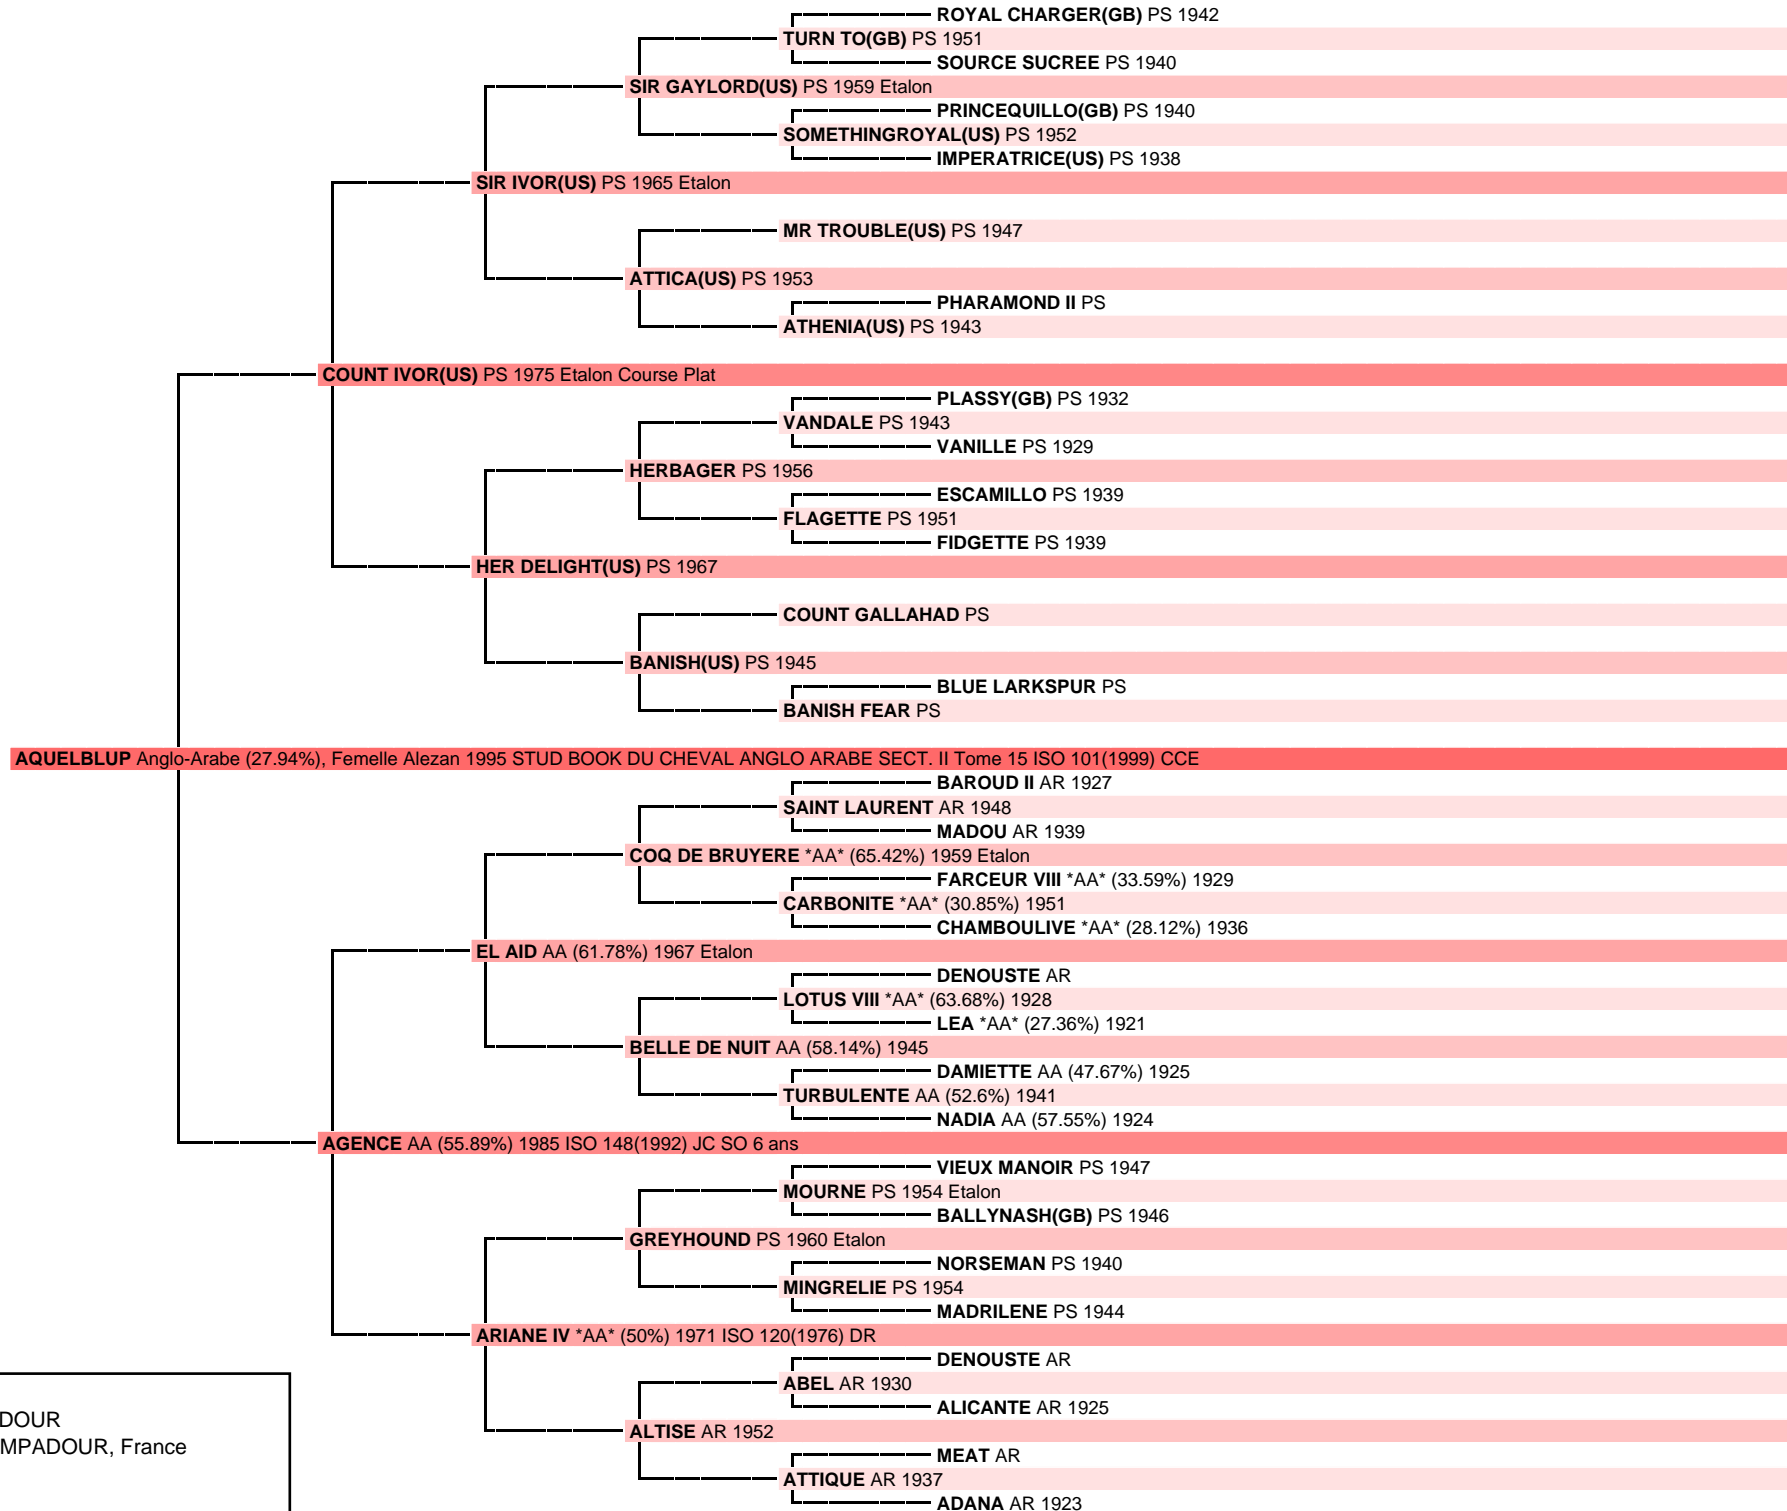 ROYAL CHARGER(GB) PS 1942
TURN TO(GB) PS 1951
SOURCE SUCREE PS 1940
SIR GAYLORD(US) PS 1959 Etalon
PRINCEQUILLO(GB) PS 1940
SOMETHINGROYAL(US) PS 1952
IMPERATRICE(US) PS 1938
SIR IVOR(US) PS 1965 Etalon
MR TROUBLE(US) PS 1947
ATTICA(US) PS 1953
PHARAMOND II PS
ATHENIA(US) PS 1943
COUNT IVOR(US) PS 1975 Etalon Course Plat
PLASSY(GB) PS 1932
VANDALE PS 1943
VANILLE PS 1929
HERBAGER PS 1956
ESCAMILLO PS 1939
FLAGETTE PS 1951
FIDGETTE PS 1939
HER DELIGHT(US) PS 1967
COUNT GALLAHAD PS
BANISH(US) PS 1945
BLUE LARKSPUR PS
BANISH FEAR PS
AQUELBLUP Anglo-Arabe (27.94%), Femelle Alezan 1995 STUD BOOK DU CHEVAL ANGLO ARABE SECT. II Tome 15 ISO 101(1999) CCE
BAROUD II AR 1927
SAINT LAURENT AR 1948
MADOU AR 1939
COQ DE BRUYERE *AA* (65.42%) 1959 Etalon
FARCEUR VIII *AA* (33.59%) 1929
CARBONITE *AA* (30.85%) 1951
CHAMBOULIVE *AA* (28.12%) 1936
EL AID AA (61.78%) 1967 Etalon
DENOUSTE AR
LOTUS VIII *AA* (63.68%) 1928
LEA *AA* (27.36%) 1921
BELLE DE NUIT AA (58.14%) 1945
DAMIETTE AA (47.67%) 1925
TURBULENTE AA (52.6%) 1941
NADIA AA (57.55%) 1924
AGENCE AA (55.89%) 1985 ISO 148(1992) JC SO 6 ans
VIEUX MANOIR PS 1947
MOURNE PS 1954 Etalon
BALLYNASH(GB) PS 1946
GREYHOUND PS 1960 Etalon
NORSEMAN PS 1940
MINGRELIE PS 1954
MADRILENE PS 1944
ARIANE IV *AA* (50%) 1971 ISO 120(1976) DR
DENOUSTE AR
ABEL AR 1930
ALICANTE AR 1925
ALTISE AR 1952
MEAT AR
ATTIQUE AR 1937
ADANA AR 1923
DOUR
MPADOUR, France